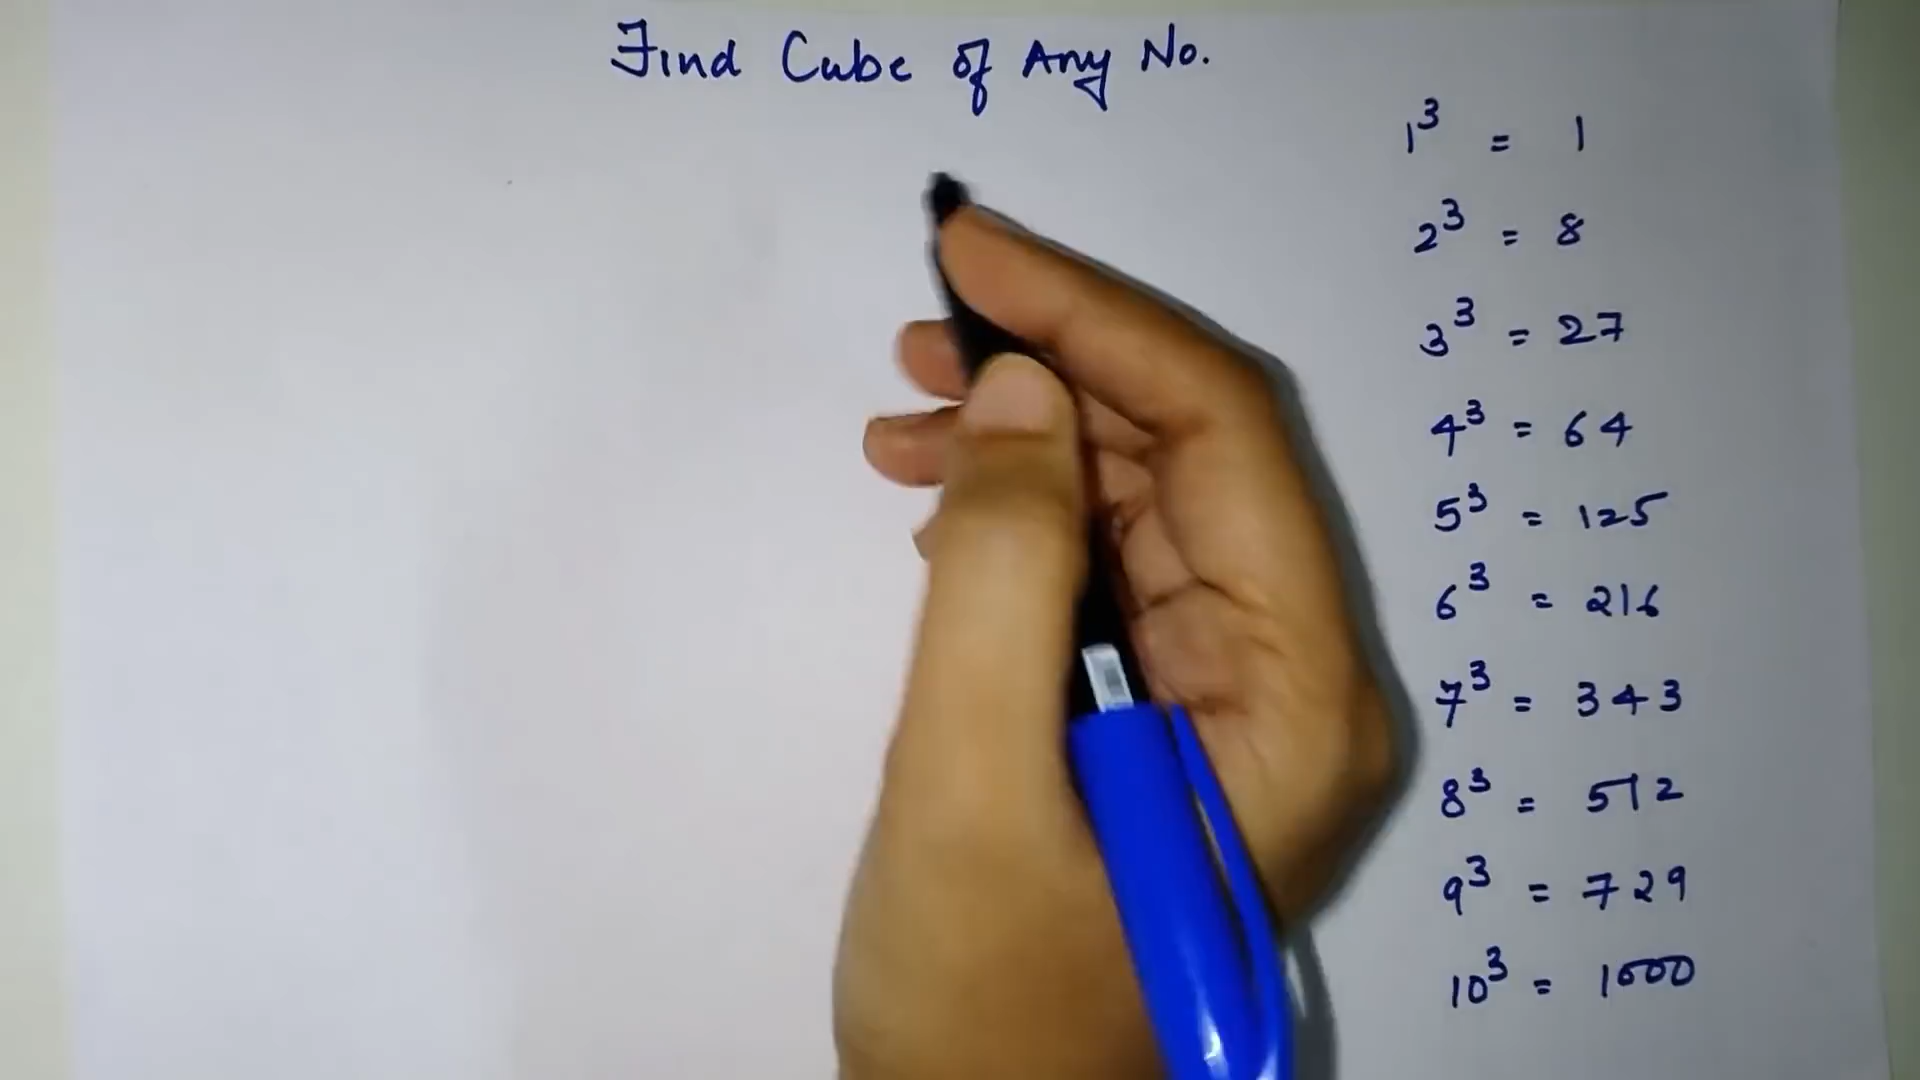 Find Cube of Any No.
1³ = 1
2³ = 8
3³ = 27
4³ = 64
5³ = 125
6³ = 216
7³ = 343
8³ = 512
9³ = 729
10³ = 1000